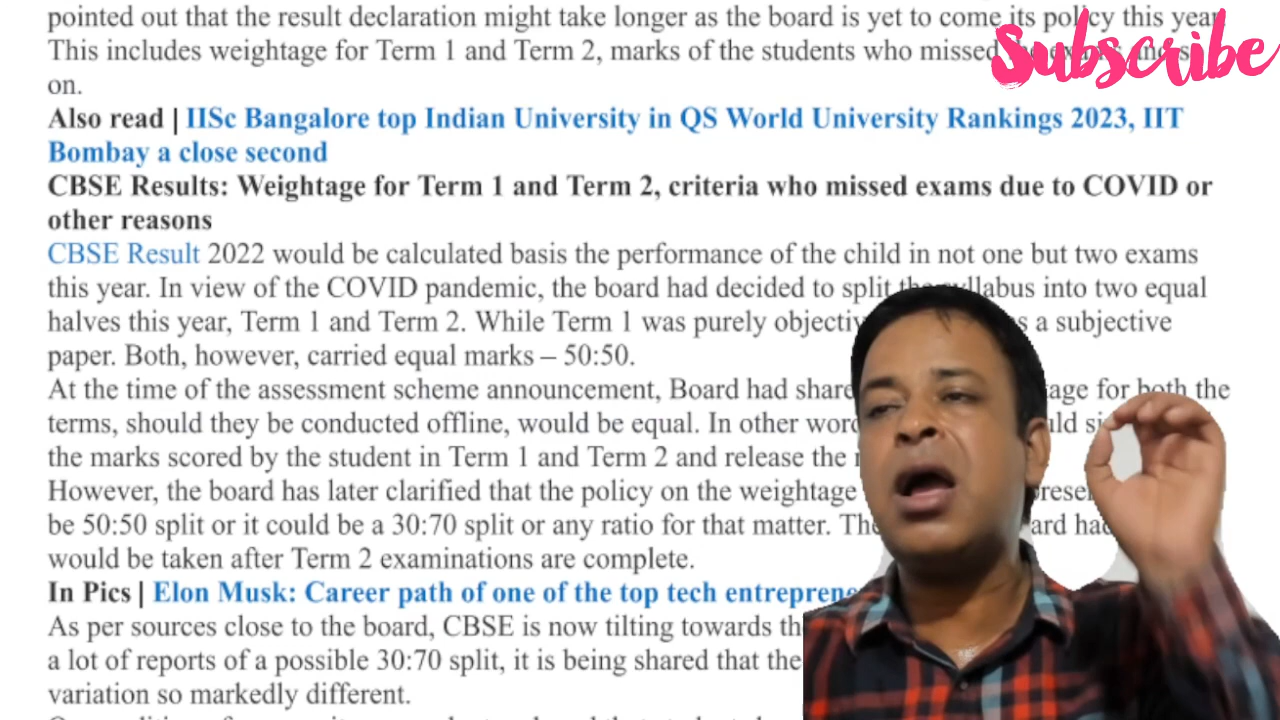 pointed out that the result declaration might take longer as the board is yet to come its policy this year
This includes weightage for Term 1 and Term 2, marks of the students who missed
Subscribe
on.
Also read | IISc Bangalore top Indian University in QS World University Rankings 2023, IIT
Bombay a close second
CBSE Results: Weightage for Term 1 and Term 2, criteria who missed exams due to COVID or
other reasons
CBSE Result 2022 would be calculated basis the performance of the child in not one but two exams
this year. In view of the COVID pandemic, the board had decided to split the syllabus into two equal
halves this year, Term 1 and Term 2. While Term 1 was purely a subjective
paper. Both, however, carried equal marks – 50:50.
At the time of the assessment scheme announcement, Board had for both the
terms, should they be conducted offline, would be equal. In other
the marks scored by the student in Term 1 and Term 2 and release the
However, the board has later clarified that the policy on the weightage
be 50:50 split or it could be a 30:70 split or any ratio for that matter.
would be taken after Term 2 examinations are complete.
In Pics | Elon Musk: Career path of one of the top tech
As per sources close to the board, CBSE is now tilting towards
a lot of reports of a possible 30:70 split, it is being shared that the
variation so markedly different.